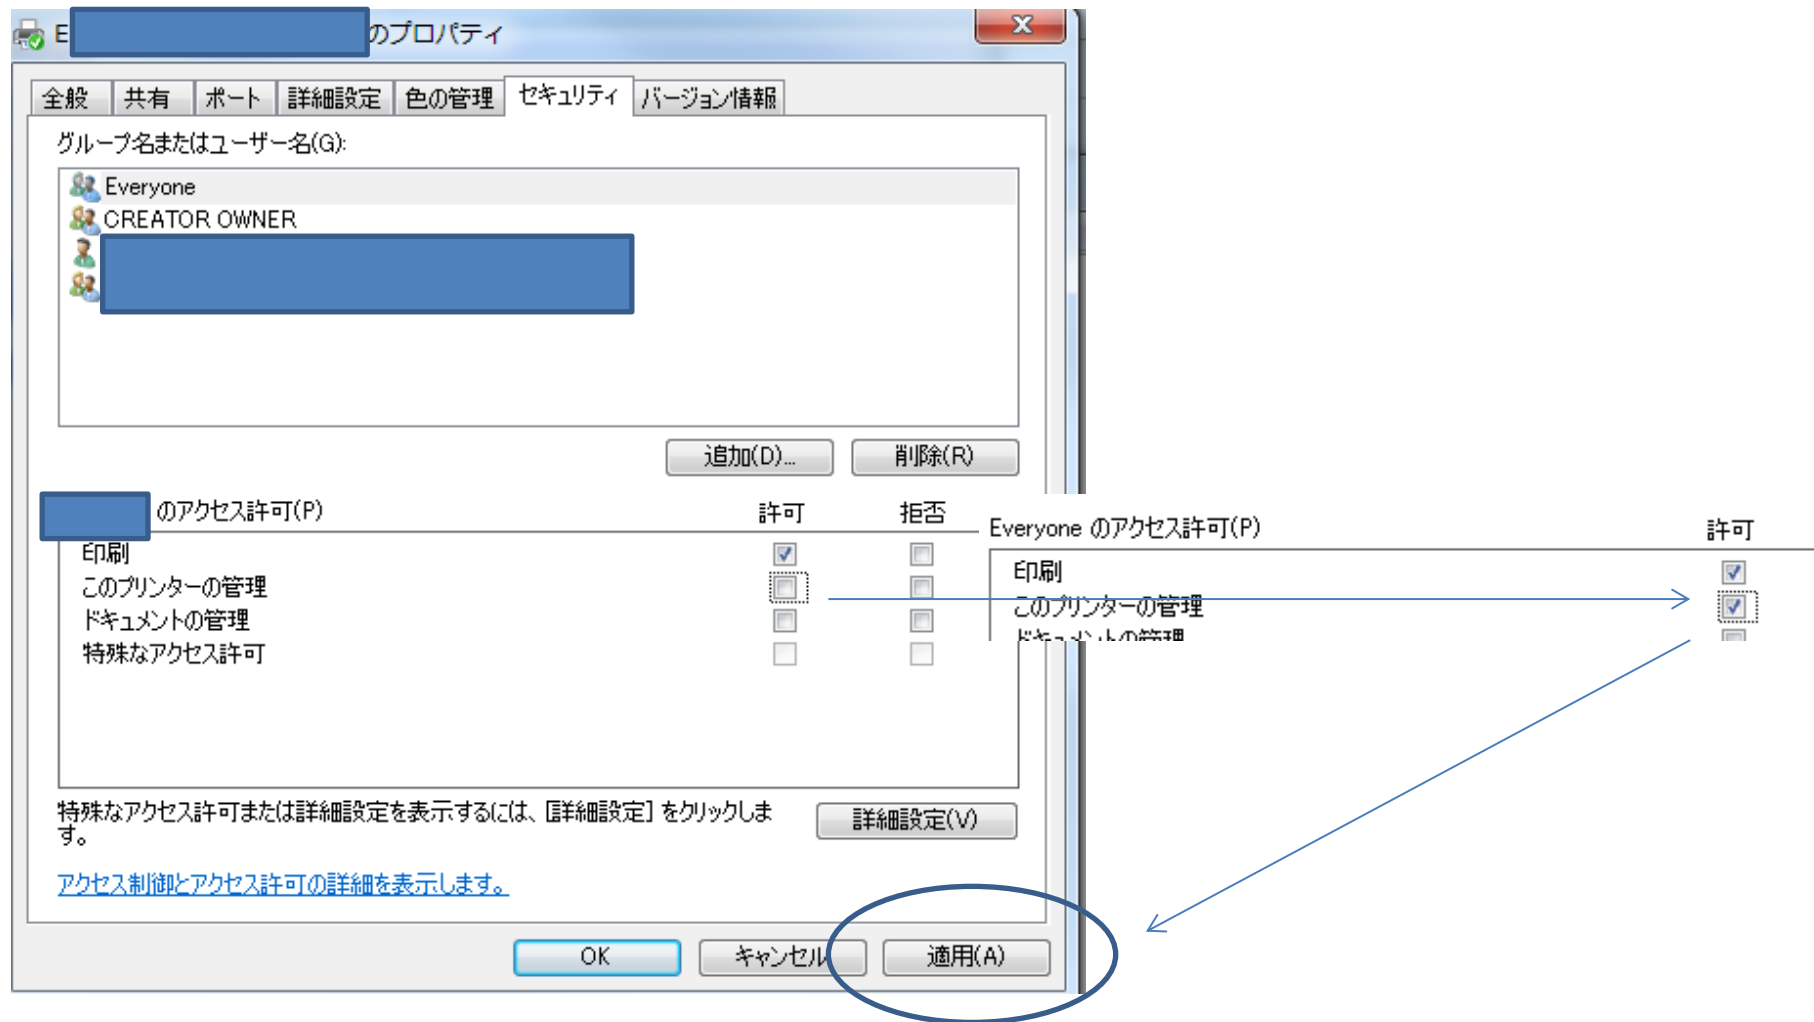 E
のプロパティ
全般 共有 ポート 詳細設定 色の管理 セキュリティ バージョン情報
グループ名またはユーザー名(G):
Everyone
CREATOR OWNER
追加(D)... 削除(R)
のアクセス許可(P) 許可 拒否
印刷
このプリンターの管理
ドキュメントの管理
特殊なアクセス許可
Everyone のアクセス許可(P) 許可
印刷
このプリンターの管理
ドキュメントの管理
特殊なアクセス許可または詳細設定を表示するには、[詳細設定] をクリックしま
す。
詳細設定(V)
アクセス制御とアクセス許可の詳細を表示します。
OK キャンセル 適用(A)